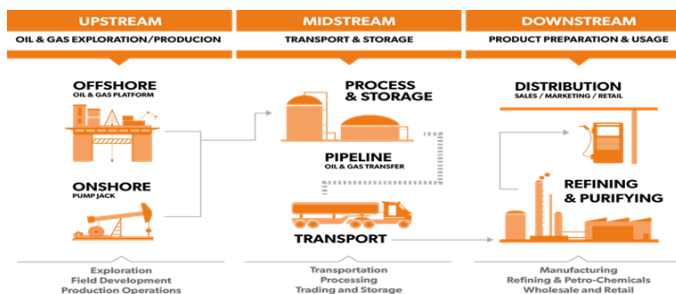 UPSTREAM
OIL & GAS EXPLORATION/PRODUCION
OFFSHORE
OIL & GAS PLATFORM
ONSHORE
PUMP JACK
Exploration
Field Development
Production Operations
MIDSTREAM
TRANSPORT & STORAGE
PROCESS
& STORAGE
PIPELINE
OIL & GAS TRANSFER
TRANSPORT
Transportation
Processing
Trading and Storage
DOWNSTREAM
PRODUCT PREPARATION & USAGE
DISTRIBUTION
SALES / MARKETING / RETAIL
REFINING
& PURIFYING
Manufacturing
Refining & Petro-Chemicals
Wholesale and Retail